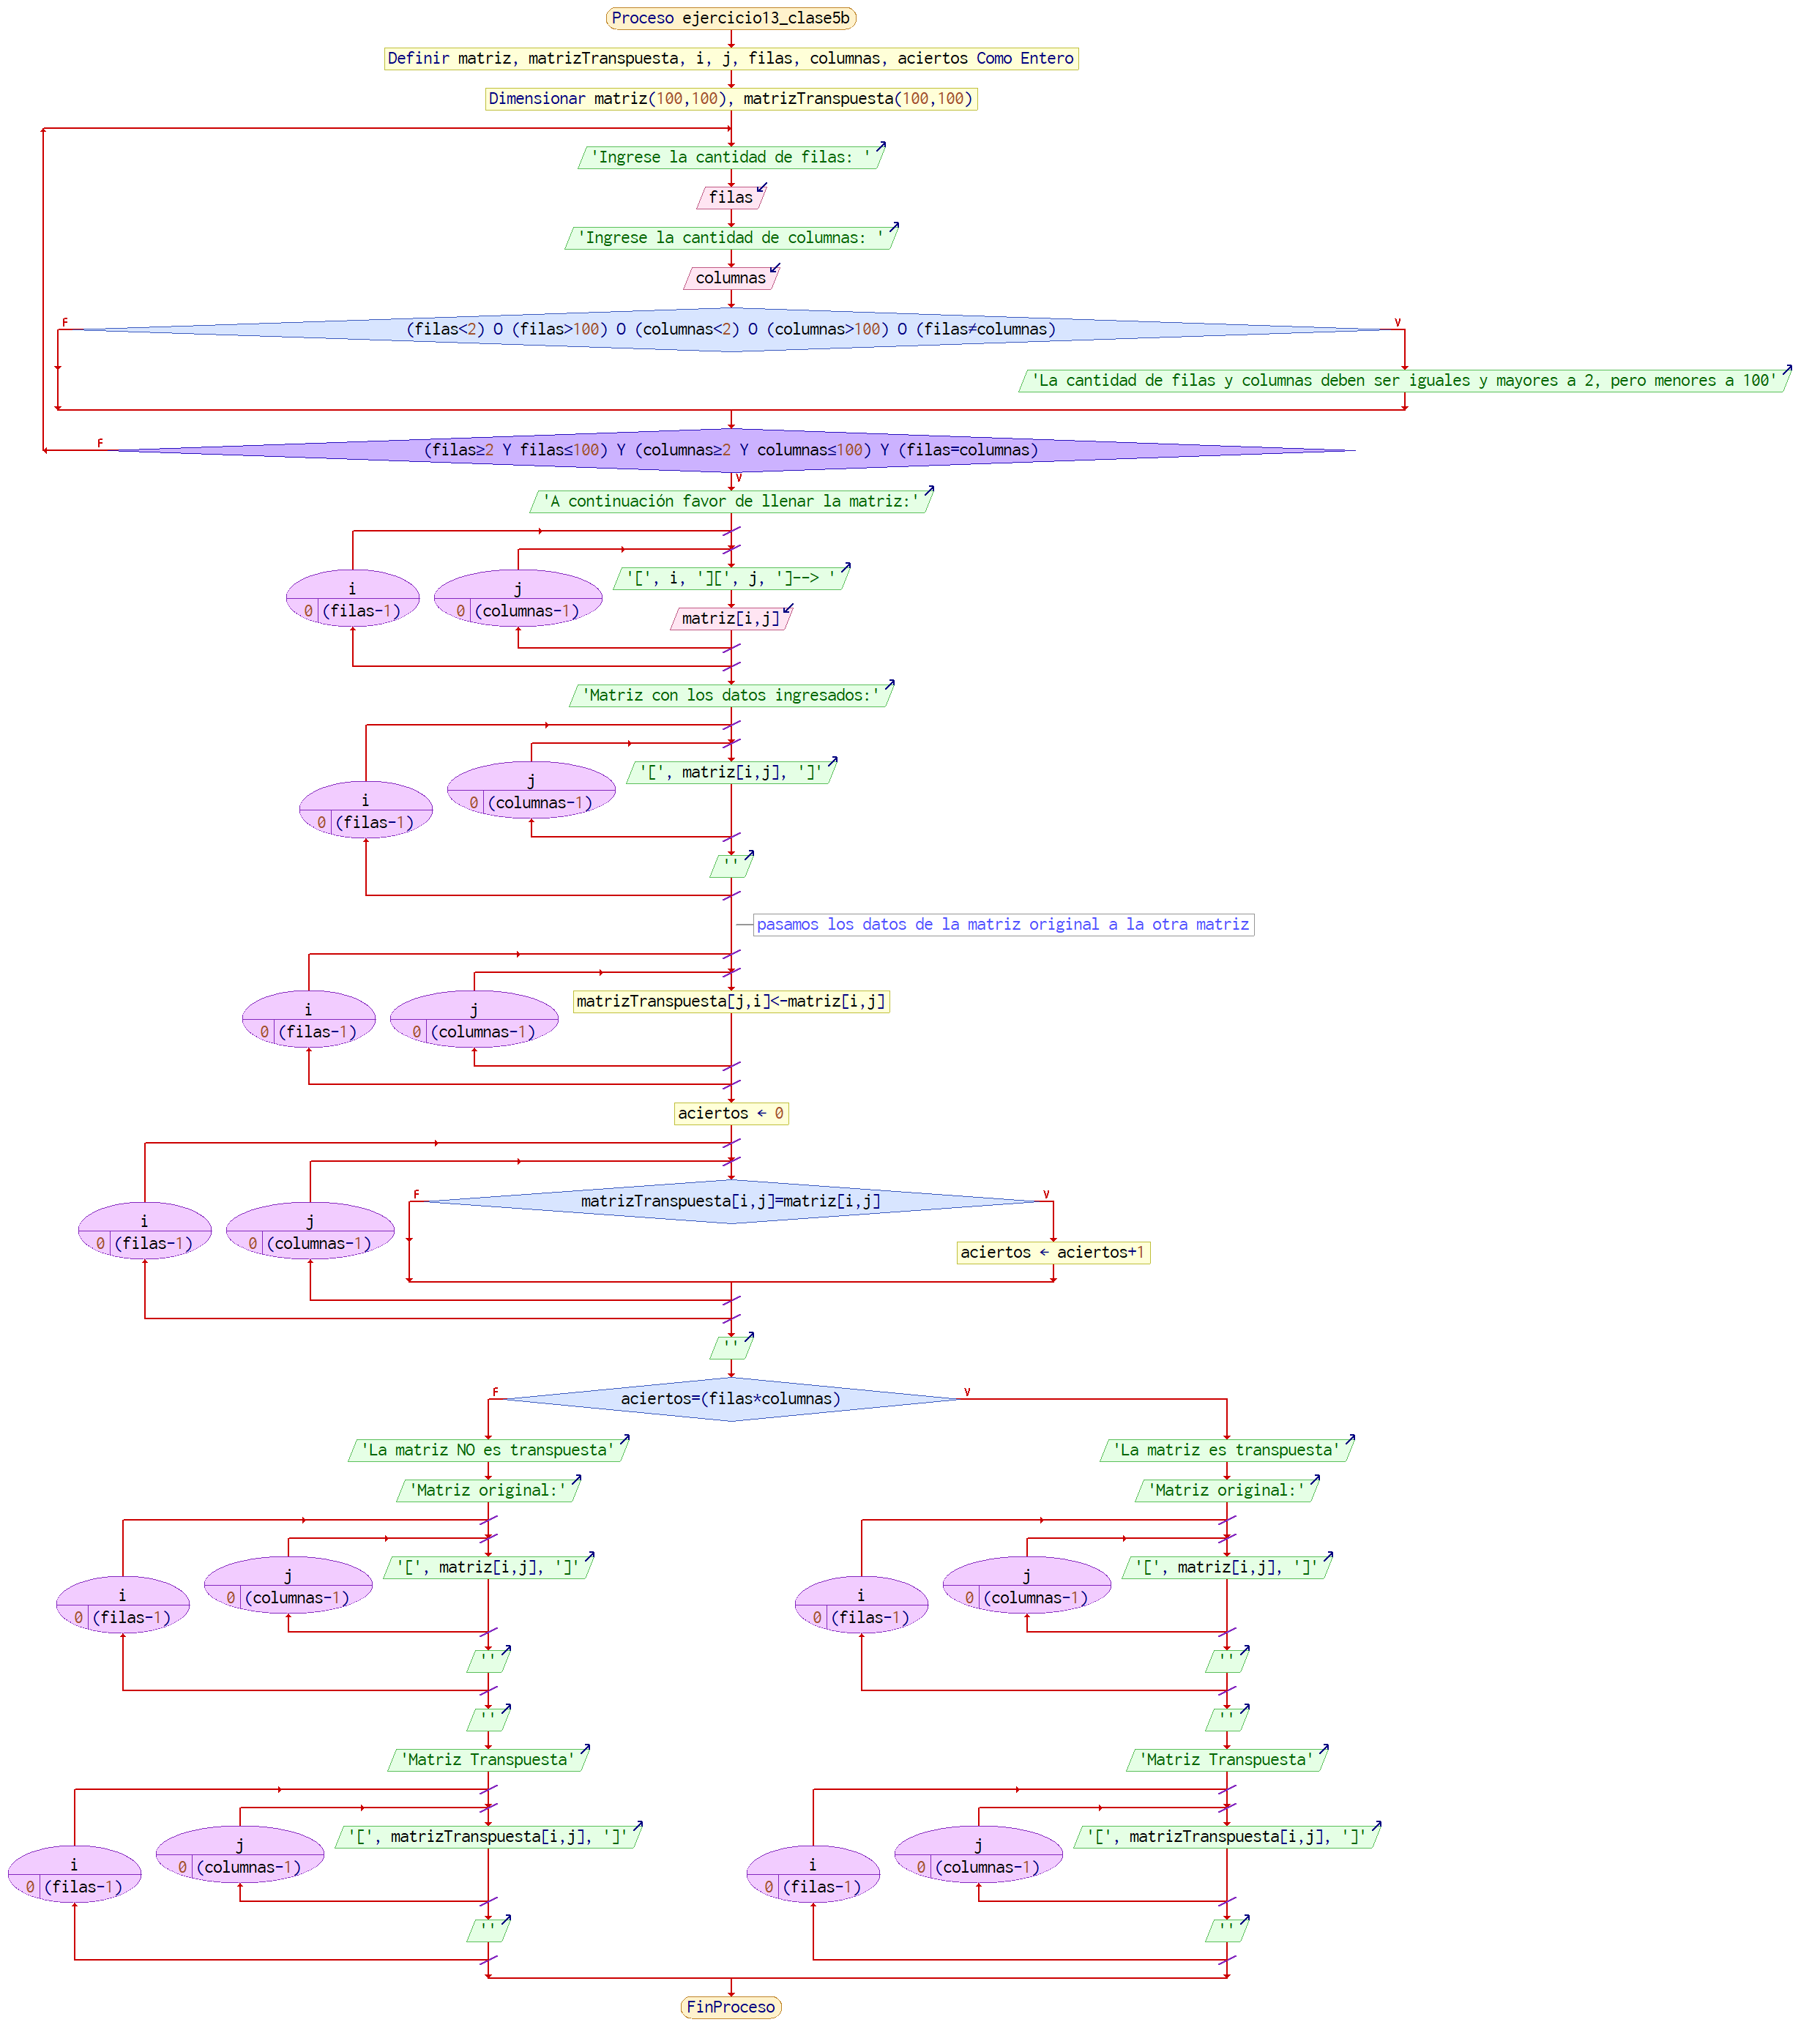 Proceso ejercicio13_clase5b
Definir matriz, matrizTranspuesta, i, j, filas, columnas, aciertos Como Entero
Dimensionar matriz(100,100), matrizTranspuesta(100,100)
'Ingrese la cantidad de filas: '
filas
'Ingrese la cantidad de columnas: '
columnas
F
(filas<2) O (filas>100) O (columnas<2) O (columnas>100) O (filas≠columnas)
V
'La cantidad de filas y columnas deben ser iguales y mayores a 2, pero menores a 100'
F
(filas≥2 Y filas≤100) Y (columnas≥2 Y columnas≤100) Y (filas=columnas)
V
'A continuación favor de llenar la matriz:'
i
0 (filas-1)
j
0 (columnas-1)
'[', i, '][', j, ']--> '
matriz[i,j]
'Matriz con los datos ingresados:'
i
0 (filas-1)
j
0 (columnas-1)
'[', matriz[i,j], ']'
''
pasamos los datos de la matriz original a la otra matriz
i
0 (filas-1)
j
0 (columnas-1)
matrizTranspuesta[j,i]<-matriz[i,j]
aciertos ← 0
i
0 (filas-1)
j
0 (columnas-1)
F
matrizTranspuesta[i,j]=matriz[i,j]
V
aciertos ← aciertos+1
''
F
aciertos=(filas*columnas)
V
'La matriz NO es transpuesta'
'Matriz original:'
i
0 (filas-1)
j
0 (columnas-1)
'[', matriz[i,j], ']'
''
''
'Matriz Transpuesta'
i
0 (filas-1)
j
0 (columnas-1)
'[', matrizTranspuesta[i,j], ']'
''
'La matriz es transpuesta'
'Matriz original:'
i
0 (filas-1)
j
0 (columnas-1)
'[', matriz[i,j], ']'
''
''
'Matriz Transpuesta'
i
0 (filas-1)
j
0 (columnas-1)
'[', matrizTranspuesta[i,j], ']'
''
FinProceso